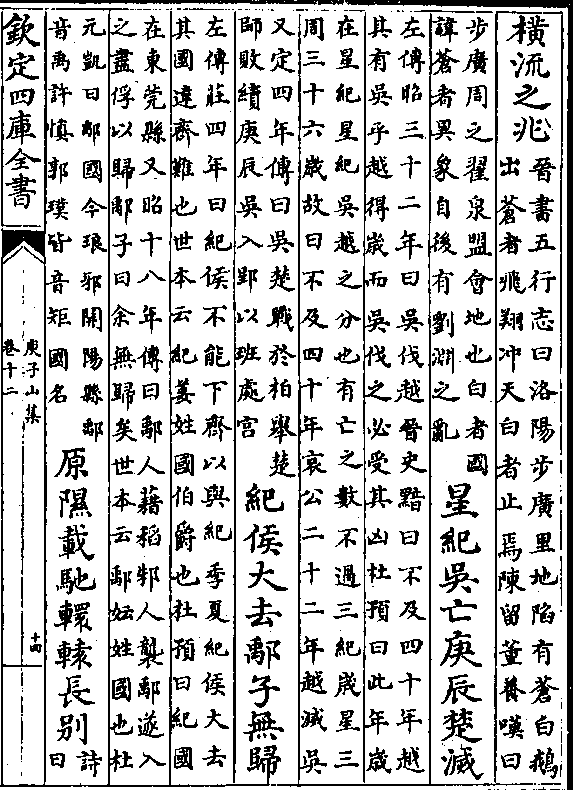 橫流之兆
晉書五行志曰洛陽步廣里地陷有蒼白鵝
出蒼者飛翔冲天白者止焉陳留董養嘆曰
步廣周之翟泉盟會地也白者國
諱蒼者異象自後有劉淵之亂
星紀吳亡庚辰楚滅
左傳昭三十二年曰吳伐越晉史黯曰不及四十年越
其有吳乎越得歲而吳伐之必受其凶杜預曰此年歲
在星紀星紀吳越之分也有亡之數不過三紀歲星三
周三十六歲故曰不及四十年哀公二十二年越滅吳
又定四年傳曰吳楚戰於柏舉楚
師敗績庚辰吳入郢以班處宫
紀侯大去鄅子無歸
左傳莊四年曰紀侯不能下齊以與紀季夏紀侯大去
其國違齊難也世本云紀姜姓國伯爵也杜預曰紀國
在東莞縣又昭十八年傳曰鄅人藉稻邾人襲鄅遂入
之盡俘以歸鄅子曰余無歸矣世本云鄅妘姓國也杜
元凱曰鄅國今琅邪開陽縣鄅
音禹許慎郭璞皆音矩國名
原隰載馳轘轅長别
詩
曰
欽定四庫全書
庾子山集
卷十二
十四